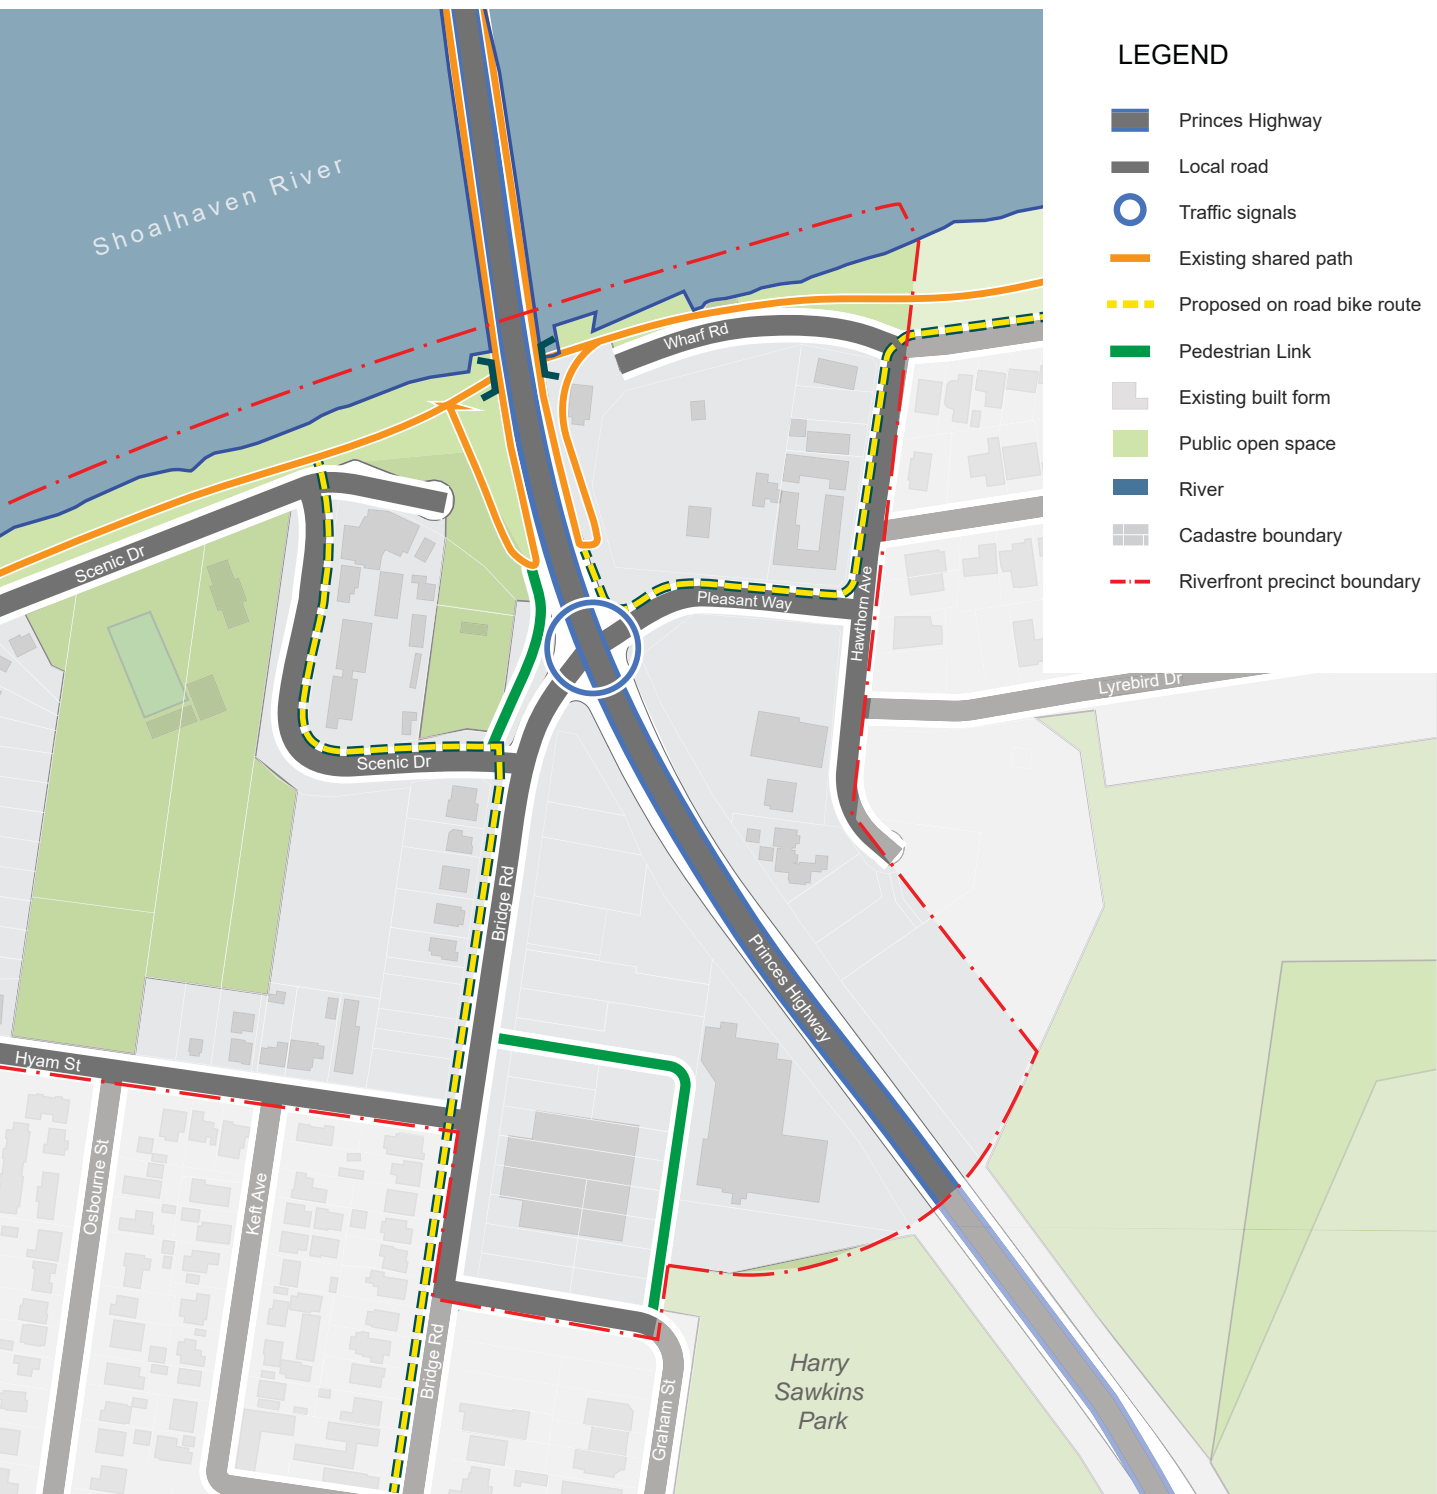 LEGEND
Princes Highway
Local road
Traffic signals
Existing shared path
Proposed on road bike route
Pedestrian Link
Existing built form
Public open space
River
Cadastre boundary
Riverfront precinct boundary
Shoalhaven River
Wharf Rd
Scenic Dr
Pleasant Way
Hawthorn Ave
Lyrebird Dr
Scenic Dr
Bridge Rd
Princes Highway
Hyam St
Osbourne St
Keft Ave
Bridge Rd
Graham St
Harry
Sawkins
Park